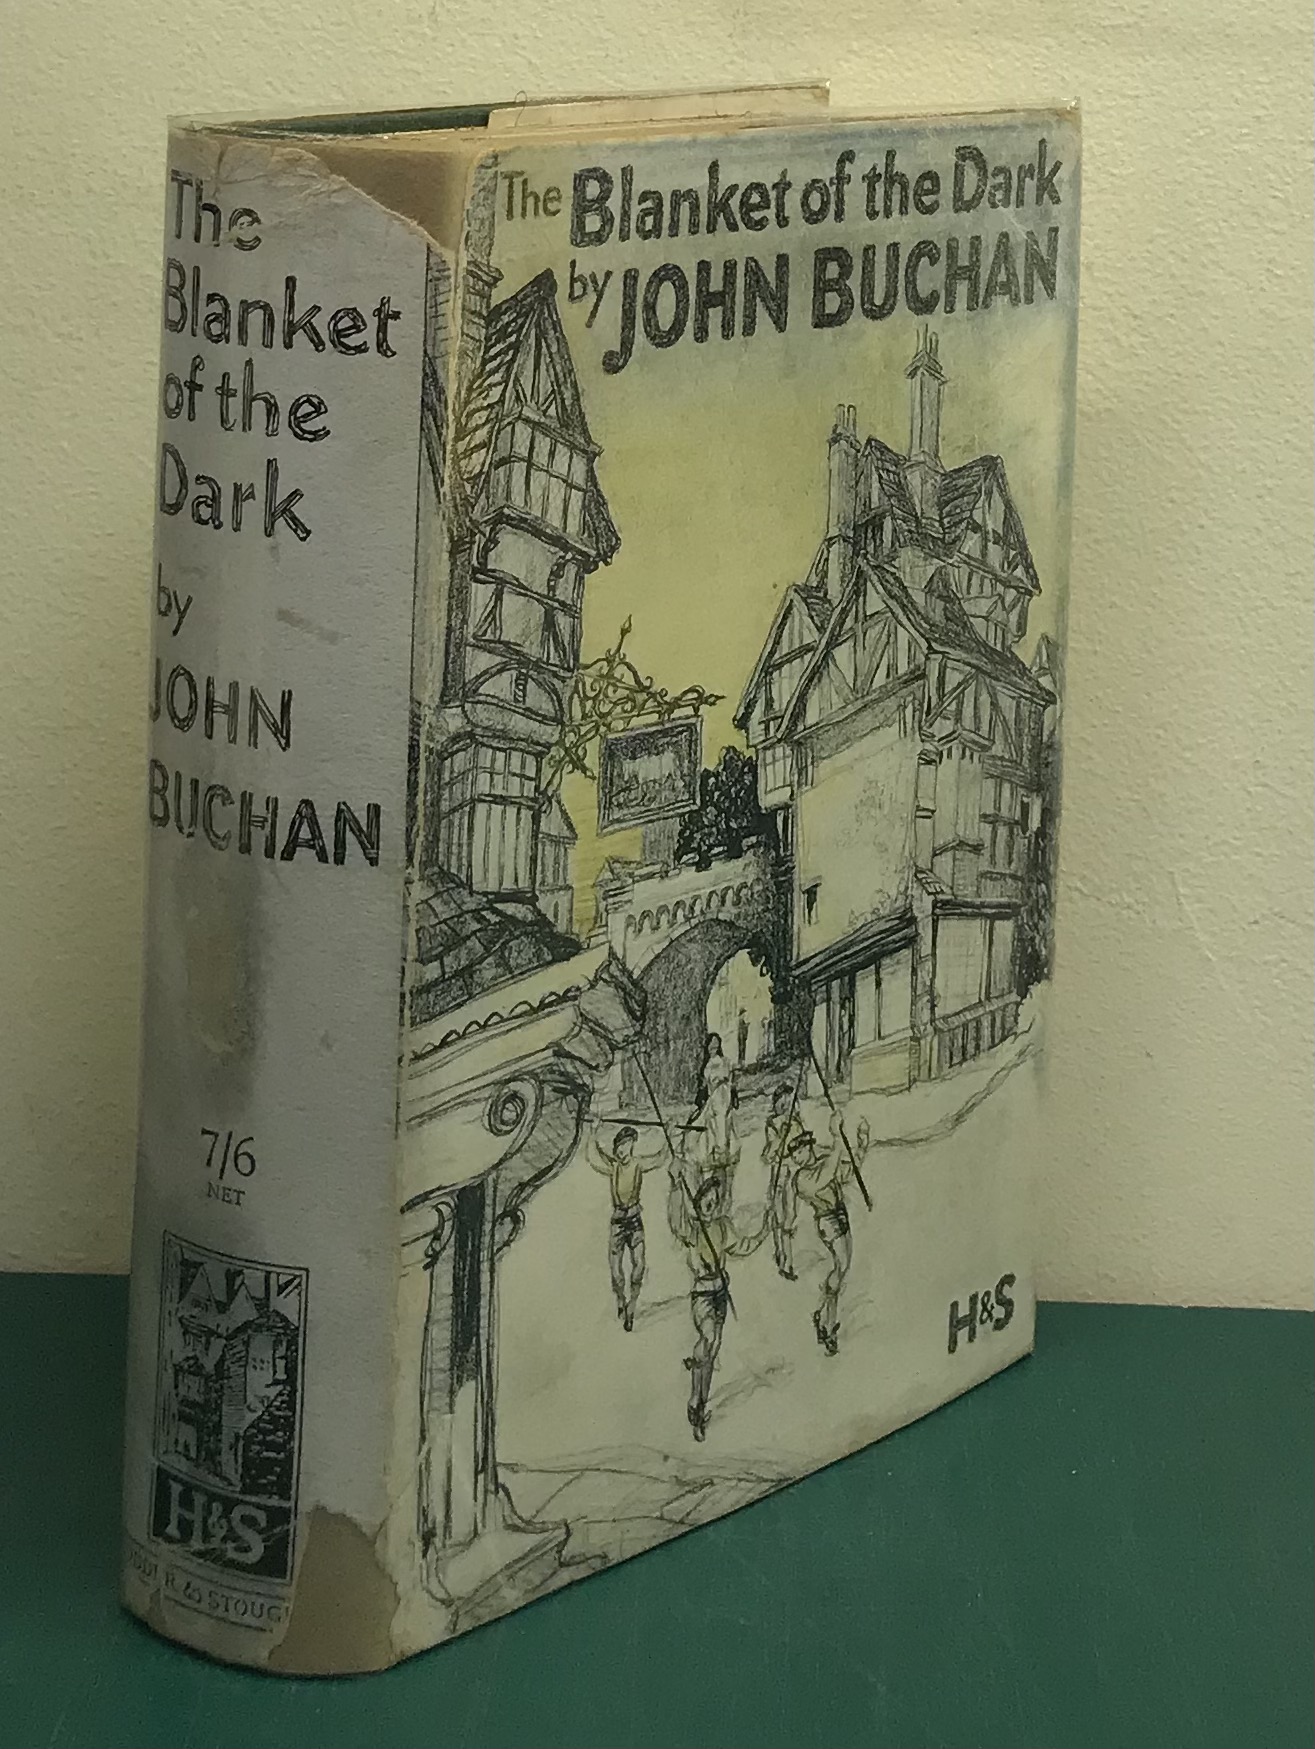 The
Blanket
of the
Dark
by
JOHN
BUCHAN
7/6
NET
H&S
The Blanket of the Dark
by JOHN BUCHAN
H&S